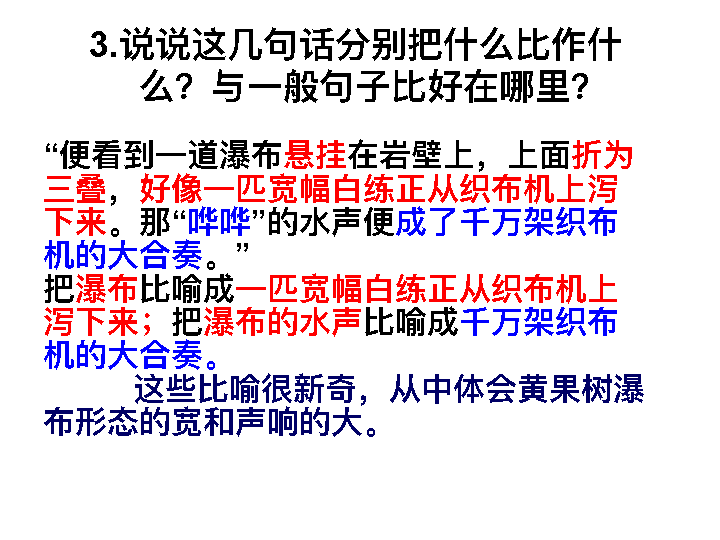 3.说说这几句话分别把什么比作什
么？与一般句子比好在哪里？
“便看到一道瀑布悬挂在岩壁上，上面折为
三叠，好像一匹宽幅白练正从织布机上泻
下来。那“哗哗”的水声便成了千万架织布
机的大合奏。”
把瀑布比喻成一匹宽幅白练正从织布机上
泻下来；把瀑布的水声比喻成千万架织布
机的大合奏。
这些比喻很新奇，从中体会黄果树瀑
布形态的宽和声响的大。